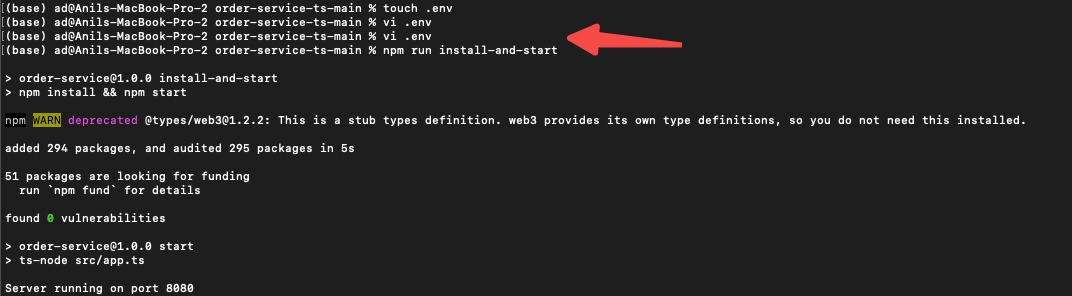 [(base) ad@Anils-MacBook-Pro-2 order-service-ts-main % touch .env
[(base) ad@Anils-MacBook-Pro-2 order-service-ts-main % vi .env
[(base) ad@Anils-MacBook-Pro-2 order-service-ts-main % vi .env
[(base) ad@Anils-MacBook-Pro-2 order-service-ts-main % npm run install-and-start
> order-service@1.0.0 install-and-start
> npm install && npm start
npm WARN deprecated @types/web3@1.2.2: This is a stub types definition. web3 provides its own type definitions, so you do not need this installed.
added 294 packages, and audited 295 packages in 5s
51 packages are looking for funding
  run `npm fund` for details
found 0 vulnerabilities
> order-service@1.0.0 start
> ts-node src/app.ts
Server running on port 8080